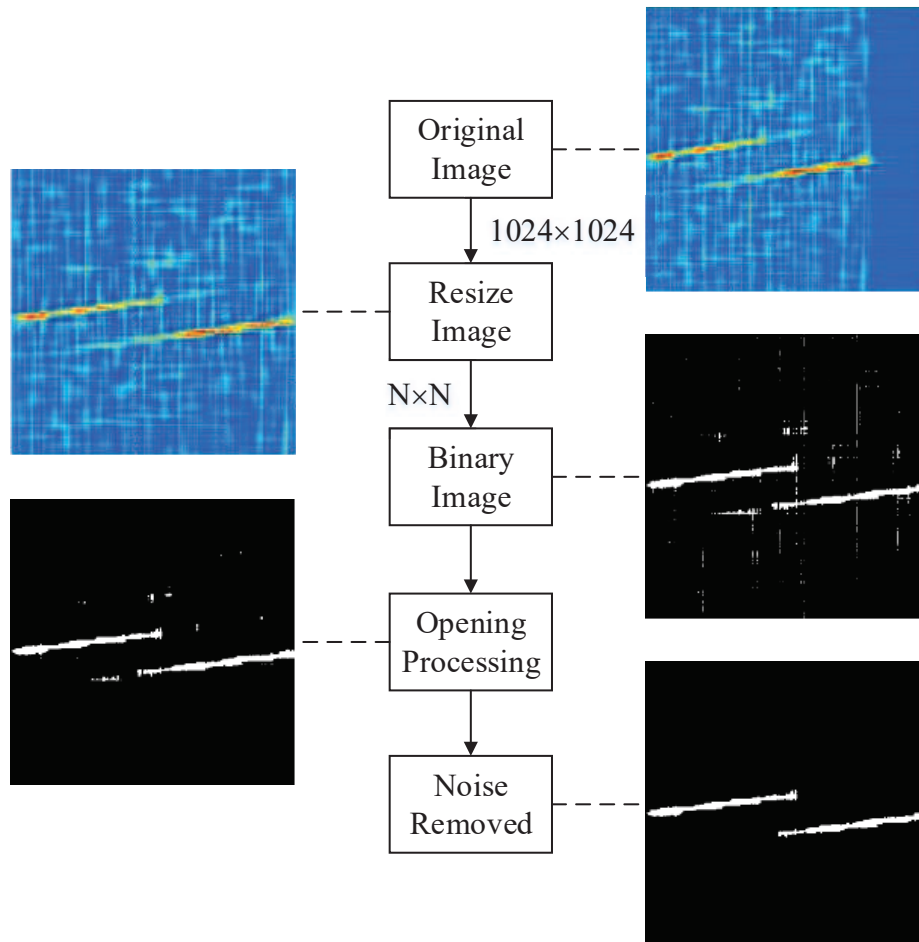 Original
Image
1024×1024
Resize
Image
N×N
Binary
Image
Opening
Processing
Noise
Removed